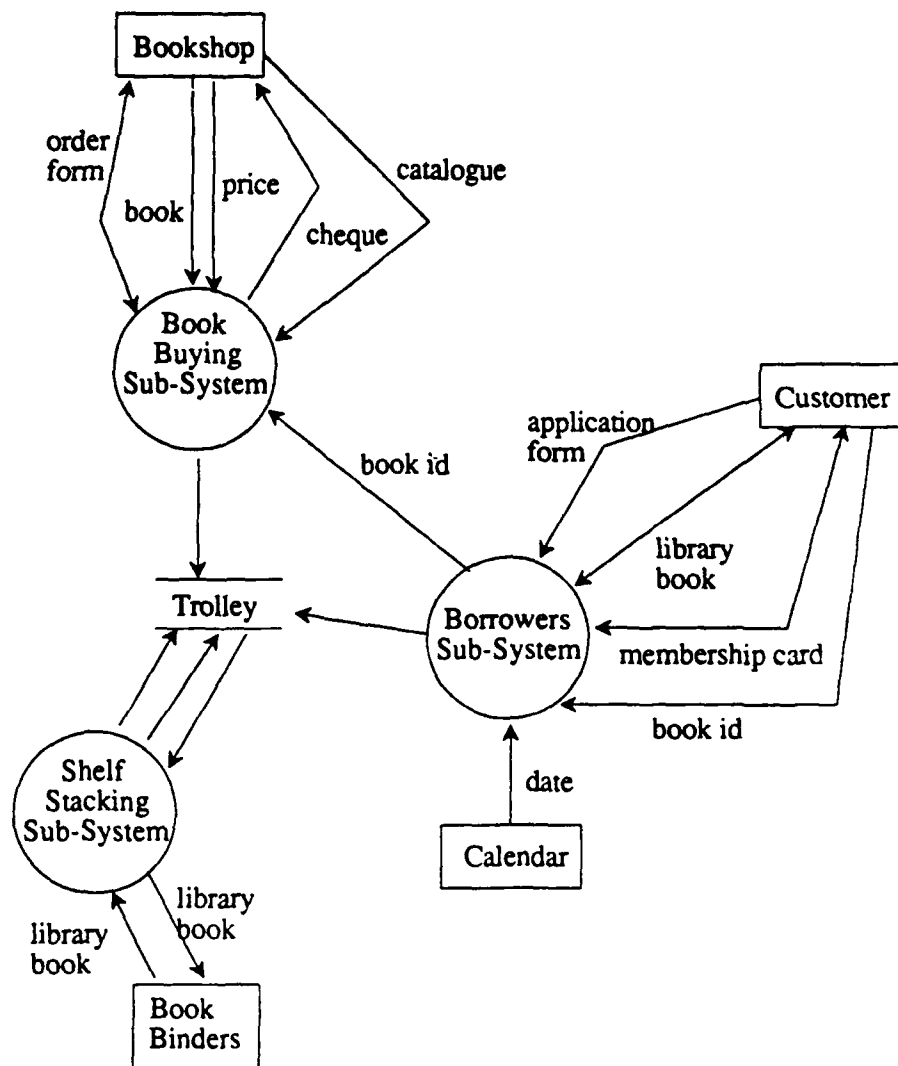 Bookshop
order
form
book
price
cheque
catalogue
Book
Buying
Sub-System
Customer
application
form
book id
library
book
Trolley
Borrowers
Sub-System
membership card
book id
Shelf
Stacking
Sub-System
date
Calendar
library
book
library
book
Book
Binders